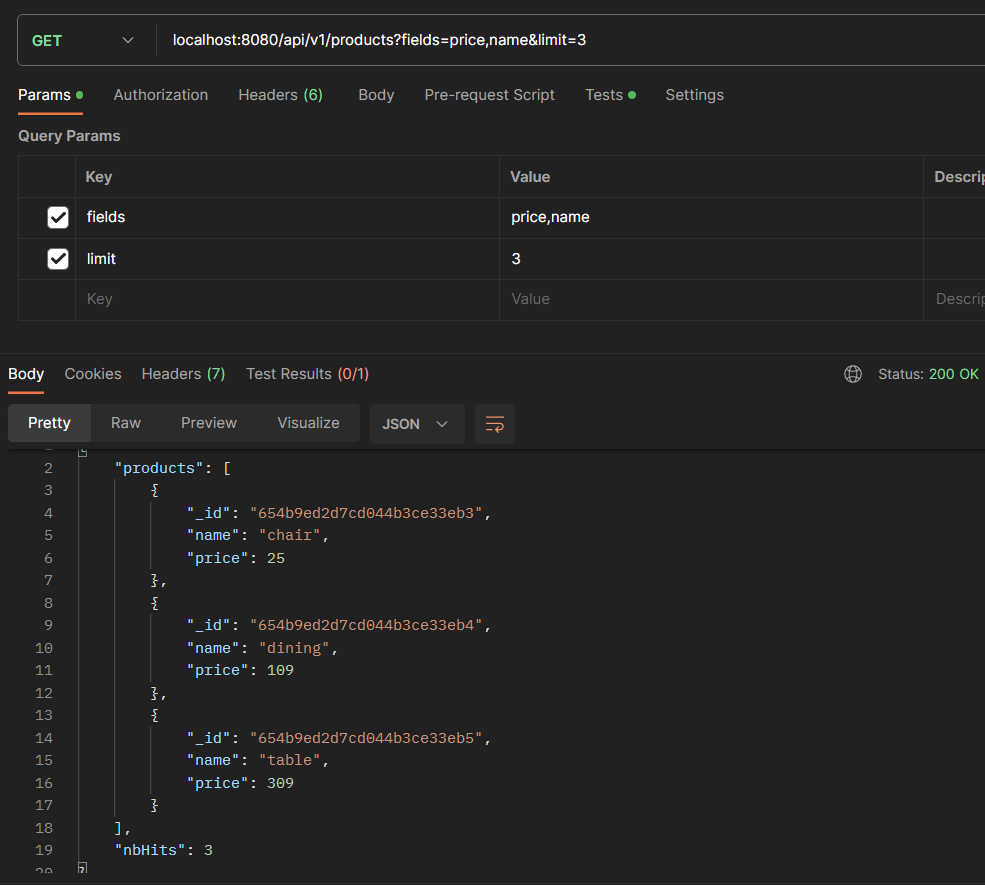 GET localhost:8080/api/v1/products?fields=price,name&limit=3
Params Authorization Headers (6) Body Pre-request Script Tests Settings
Query Params
Key Value Descrip
fields price,name
limit 3
Key Value Descrip
Body Cookies Headers (7) Test Results (0/1) Status: 200 OK
Pretty Raw Preview Visualize JSON
2 "products": [
3 {
4 "_id": "654b9ed2d7cd044b3ce33eb3",
5 "name": "chair",
6 "price": 25
7 },
8 {
9 "_id": "654b9ed2d7cd044b3ce33eb4",
10 "name": "dining",
11 "price": 109
12 },
13 {
14 "_id": "654b9ed2d7cd044b3ce33eb5",
15 "name": "table",
16 "price": 309
17 }
18 ],
19 "nbHits": 3
20 }